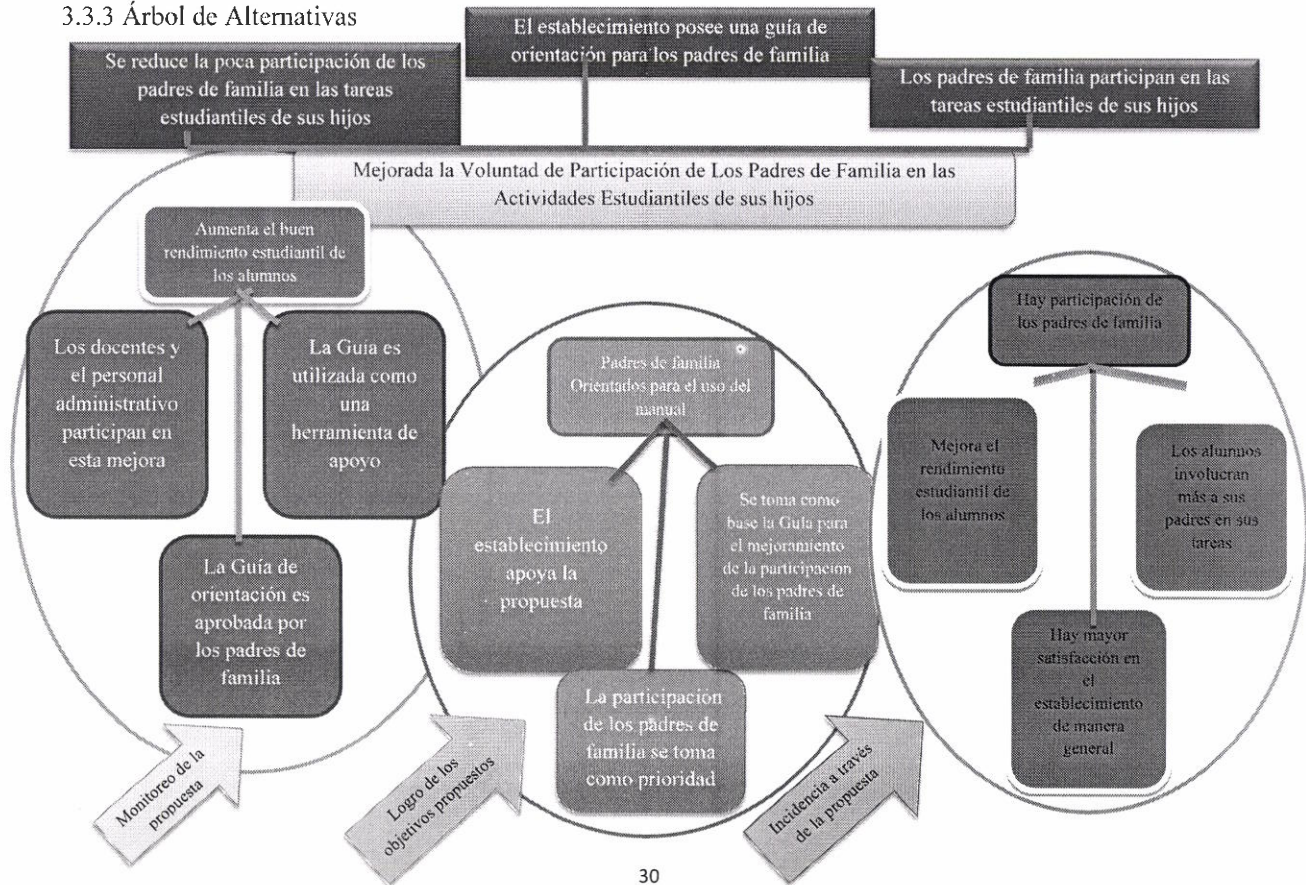 3.3.3 Árbol de Alternativas
Se reduce la poca participación de los
padres de familia en las tareas
estudiantiles de sus hijos
El establecimiento posee una guía de
orientación para los padres de familia
Los padres de familia participan en las
tareas estudiantiles de sus hijos
Mejorada la Voluntad de Participación de Los Padres de Familia en las
Actividades Estudiantiles de sus hijos
Aumenta el buen
rendimiento estudiantil de
los alumnos
Los docentes y
el personal
administrativo
participan en
esta mejora
La Guía es
utilizada como
una
herramienta de
apoyo
La Guía de
orientación es
aprobada por
los padres de
familia
Monitoreo de la
propuesta
Padres de familia
Orientados para el uso del
manual
El
establecimiento
apoya la
propuesta
Se toma como
base la Guía para
el mejoramiento
de la participación
de los padres de
familia
La participación
de los padres de
familia se toma
como prioridad
Logro de los
objetivos propuestos
Hay participación de
los padres de familia
Mejora el
rendimiento
estudiantil de
los alumnos
Los alumnos
involucran
más a sus
padres en sus
tareas
Hay mayor
satisfacción en
el
establecimiento
de manera
general
Incidencia a través
de la propuesta
30